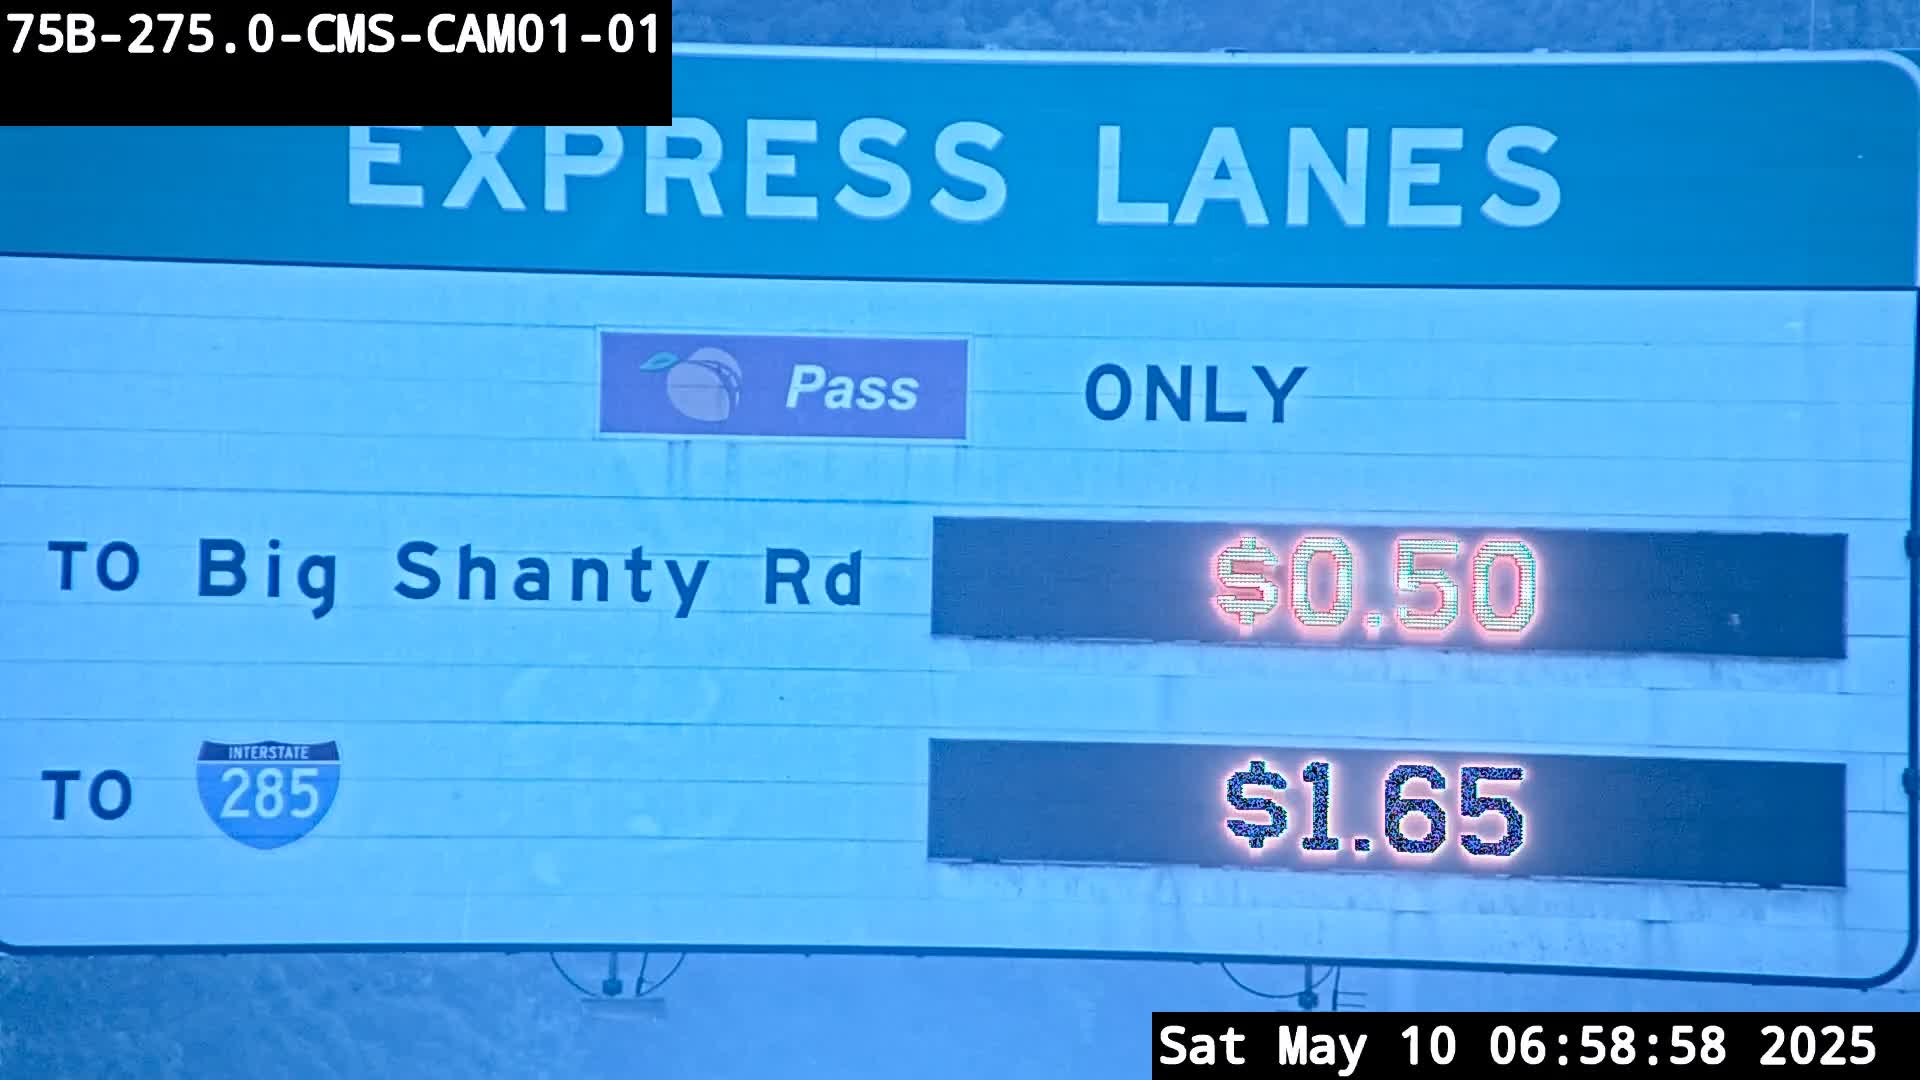 75B-275.0-CMS-CAM01-01
EXPRESS LANES
Pass ONLY
TO Big Shanty Rd $0.50
TO INTERSTATE 285 $1.65
Sat May 10 06:58:58 2025